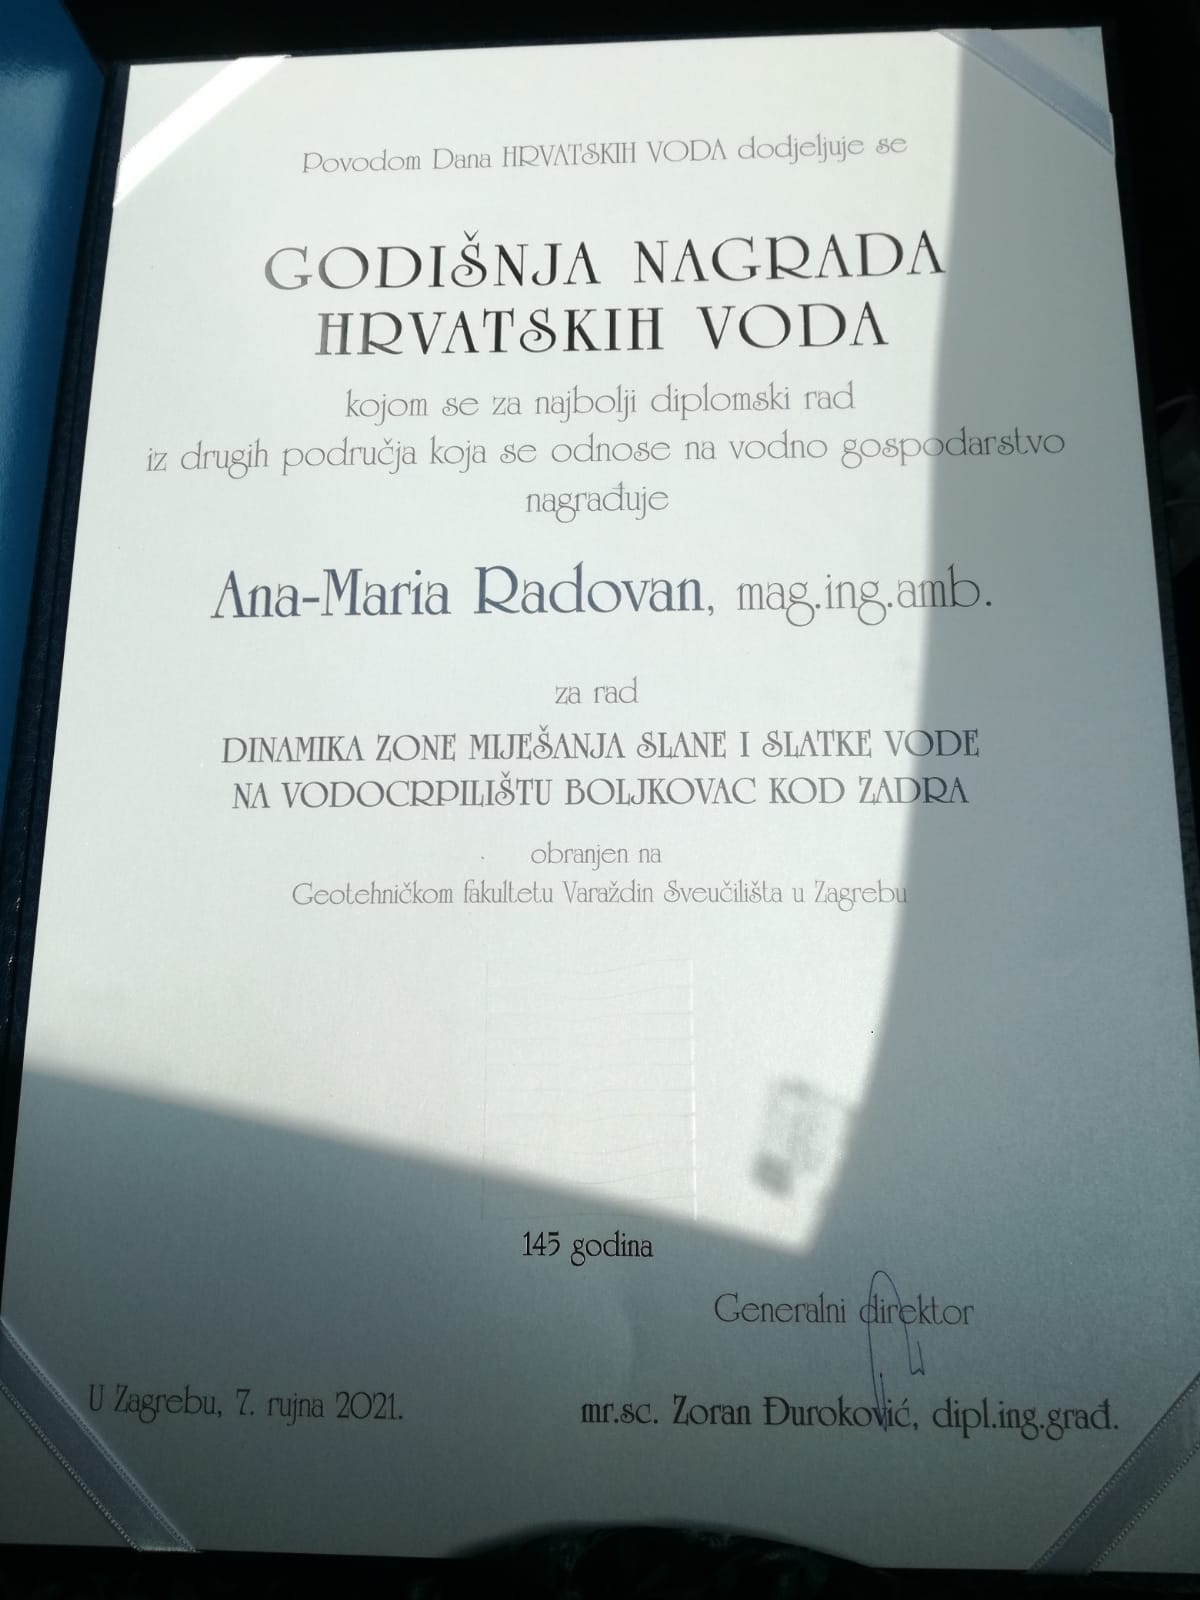 Povodom Dana HRVATSKIH VODA dodjeljuje se
GODIŠNJA NAGRADA
HRVATSKIH VODA
kojom se za najbolji diplomski rad
iz drugih područja koja se odnose na vodno gospodarstvo
nagrađuje
Ana-Maria Radovan, mag.ing.amb.
za rad
DINAMIKA ZONE MIJEŠANJA SLANE I SLATKE VODE
NA VODOCRPILIŠTU BOLJKOVAC KOD ZADRA
obranjen na
Geotehničkom fakultetu Varaždin Sveučilišta u Zagrebu
145 godina
Generalni direktor
U Zagrebu, 7. rujna 2021.
mr.sc. Zoran Đuroković, dipl.ing.građ.